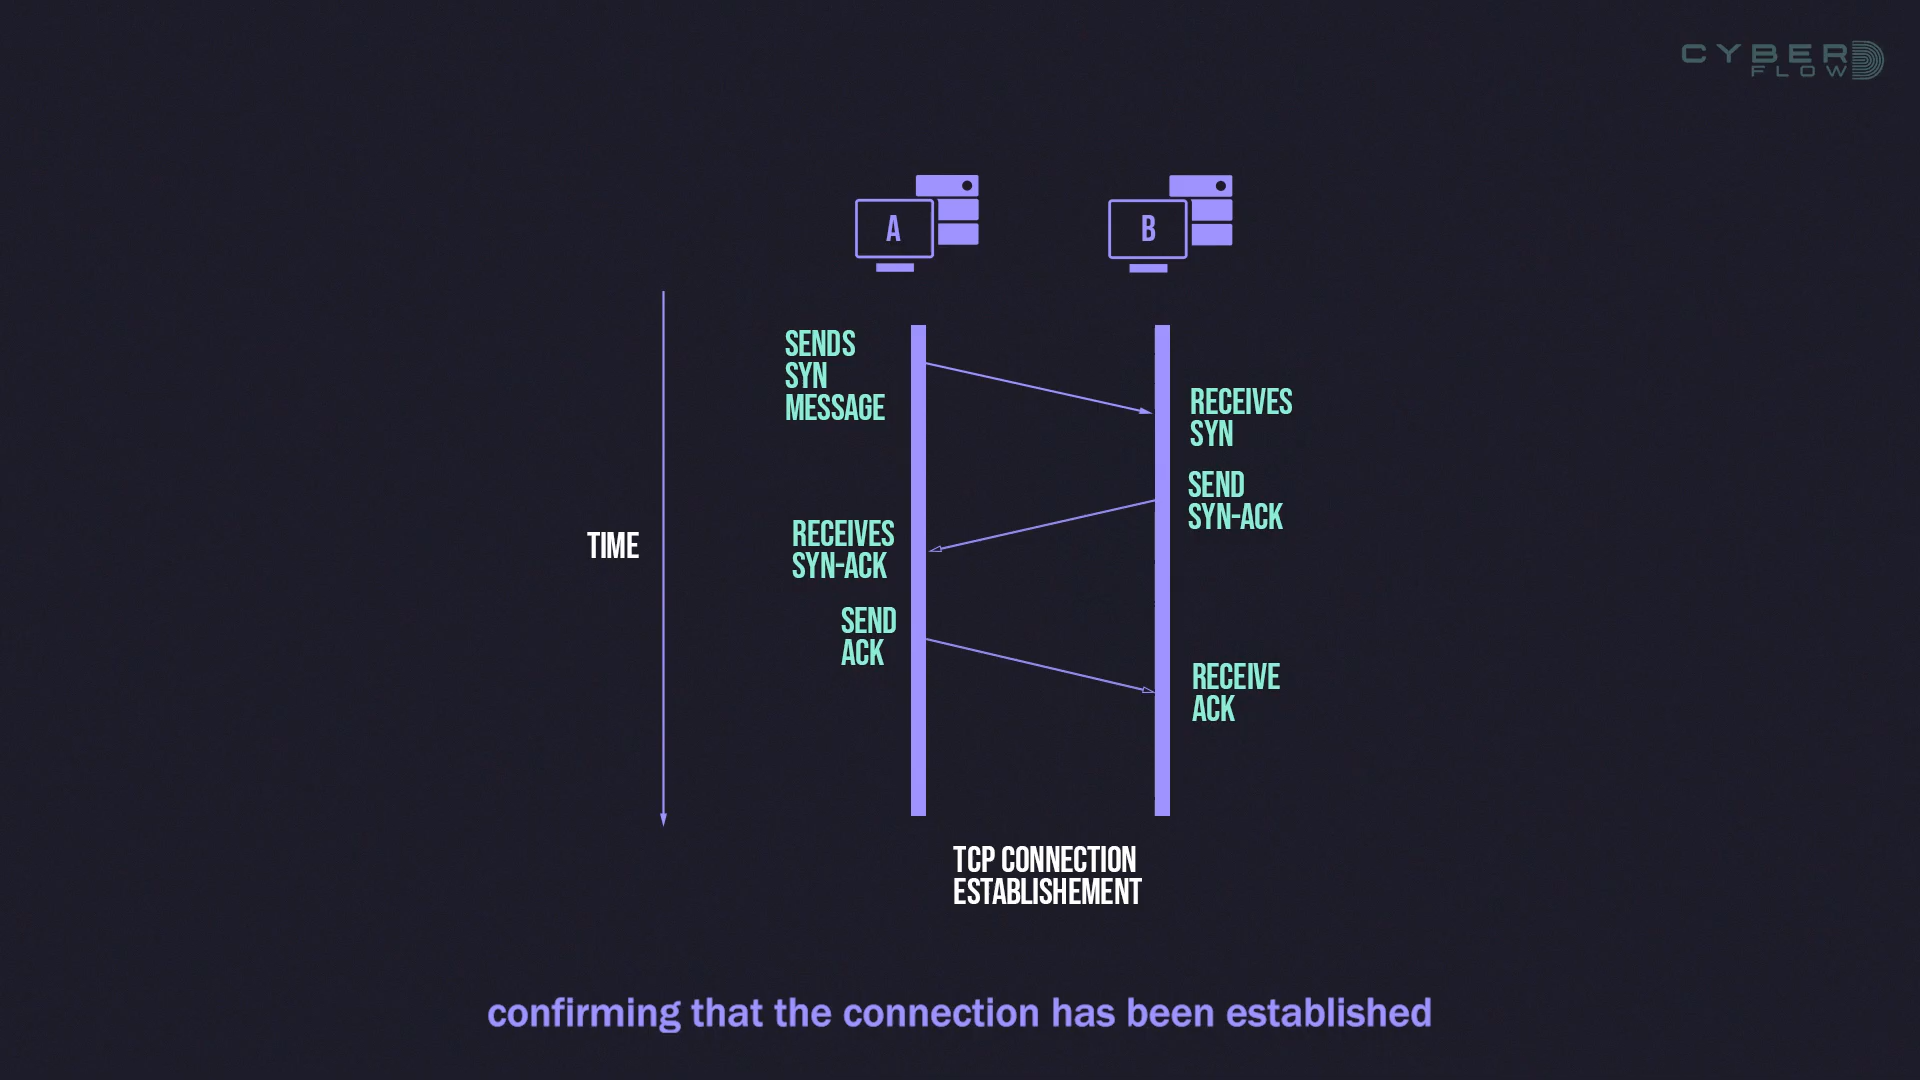 CYBER
FLOW
A
B
SENDS
SYN
MESSAGE
RECEIVES
SYN
SEND
SYN-ACK
RECEIVES
SYN-ACK
TIME
SEND
ACK
RECEIVE
ACK
TCP CONNECTION
ESTABLISHEMENT
confirming that the connection has been established